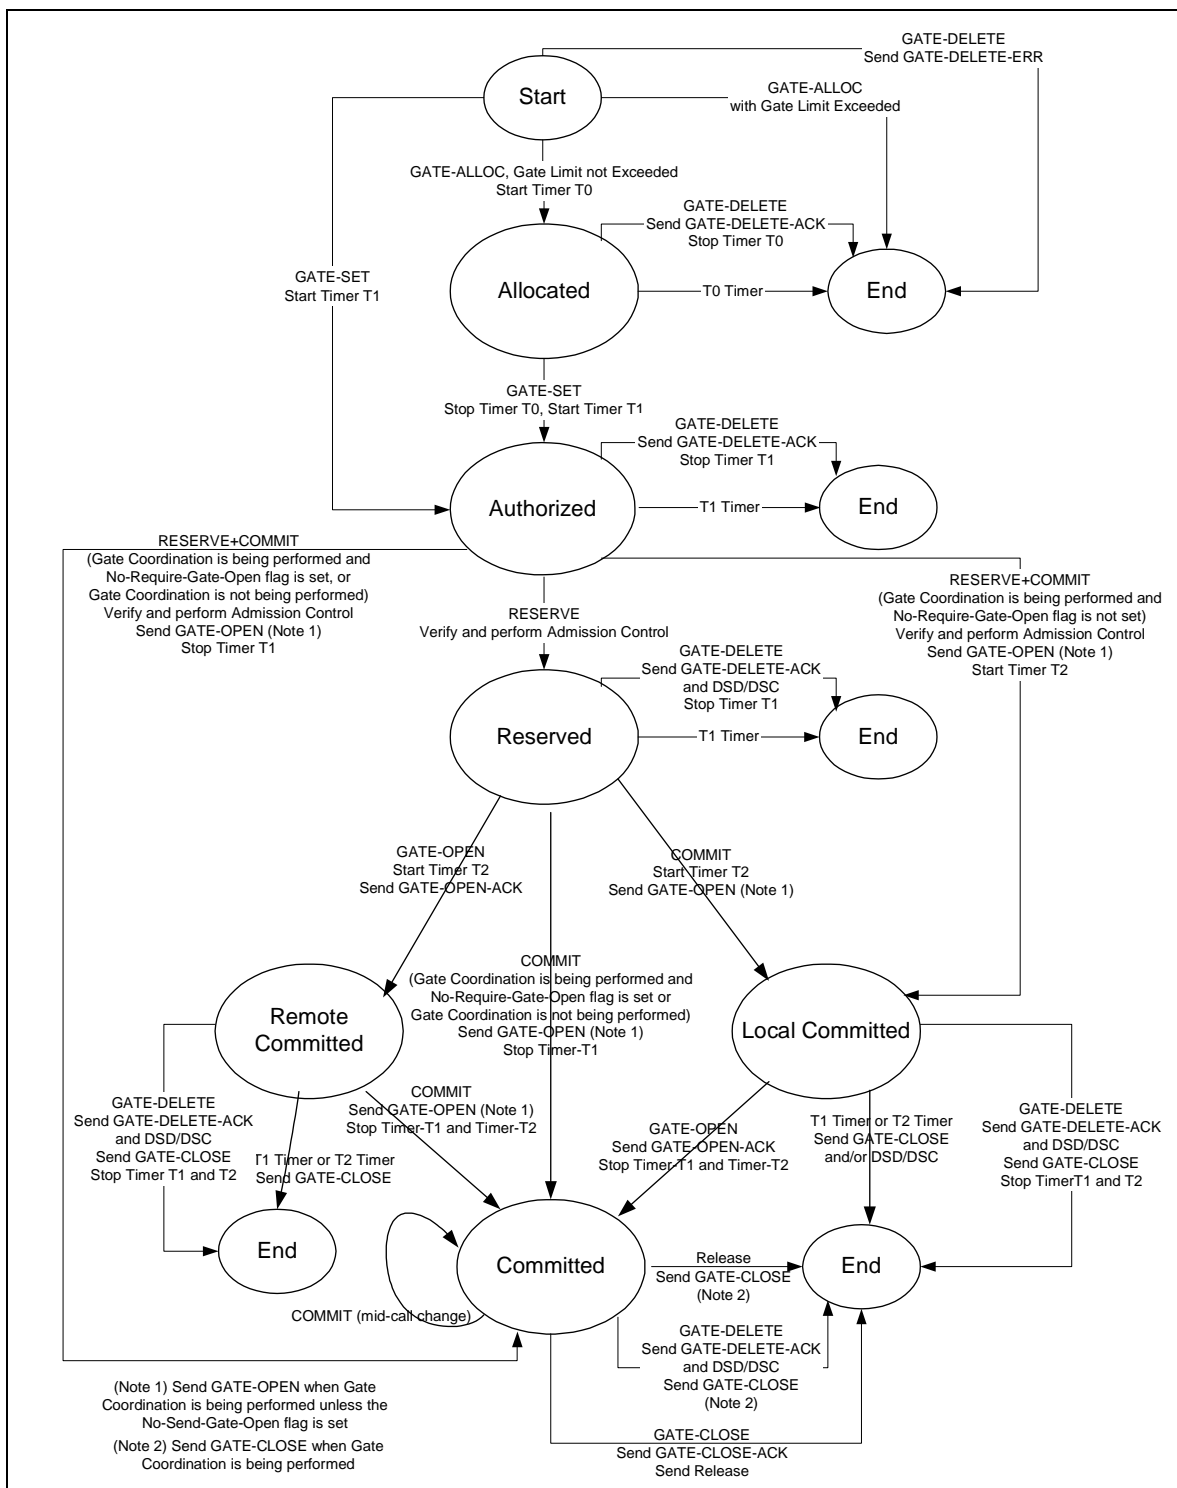 GATE-DELETE
Send GATE-DELETE-ERR
Start
GATE-ALLOC
with Gate Limit Exceeded
GATE-ALLOC, Gate Limit not Exceeded
Start Timer T0
GATE-DELETE
Send GATE-DELETE-ACK
Stop Timer T0
GATE-SET
Start Timer T1
Allocated
T0 Timer
End
GATE-SET
Stop Timer T0, Start Timer T1
GATE-DELETE
Send GATE-DELETE-ACK
Stop Timer T1
Authorized
T1 Timer
End
RESERVE+COMMIT
(Gate Coordination is being performed and
No-Require-Gate-Open flag is set, or
Gate Coordination is not being performed)
Verify and perform Admission Control
Send GATE-OPEN (Note 1)
Stop Timer T1
RESERVE+COMMIT
(Gate Coordination is being performed and
No-Require-Gate-Open flag is not set)
Verify and perform Admission Control
Send GATE-OPEN (Note 1)
Start Timer T2
RESERVE
Verify and perform Admission Control
GATE-DELETE
Send GATE-DELETE-ACK
and DSD/DSC
Stop Timer T1
Reserved
T1 Timer
End
GATE-OPEN
Start Timer T2
Send GATE-OPEN-ACK
COMMIT
Start Timer T2
Send GATE-OPEN (Note 1)
COMMIT
(Gate Coordination is being performed and
No-Require-Gate-Open flag is set or
Gate Coordination is not being performed)
Send GATE-OPEN (Note 1)
Stop Timer-T1
Remote
Committed
Local Committed
GATE-DELETE
Send GATE-DELETE-ACK
and DSD/DSC
Send GATE-CLOSE
Stop Timer T1 and T2
T1 Timer or T2 Timer
Send GATE-CLOSE
COMMIT
Send GATE-OPEN (Note 1)
Stop Timer-T1 and Timer-T2
GATE-OPEN
Send GATE-OPEN-ACK
Stop Timer-T1 and Timer-T2
T1 Timer or T2 Timer
Send GATE-CLOSE
and/or DSD/DSC
GATE-DELETE
Send GATE-DELETE-ACK
and DSD/DSC
Send GATE-CLOSE
Stop TimerT1 and T2
End
Committed
Release
Send GATE-CLOSE
(Note 2)
End
COMMIT (mid-call change)
GATE-DELETE
Send GATE-DELETE-ACK
and DSD/DSC
Send GATE-CLOSE
(Note 2)
(Note 1) Send GATE-OPEN when Gate
Coordination is being performed unless the
No-Send-Gate-Open flag is set
(Note 2) Send GATE-CLOSE when Gate
Coordination is being performed
GATE-CLOSE
Send GATE-CLOSE-ACK
Send Release